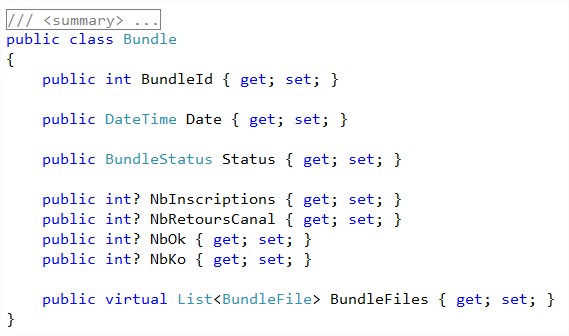 /// <summary> ...
public class Bundle
{
public int BundleId { get; set; }
public DateTime Date { get; set; }
public BundleStatus Status { get; set; }
public int? NbInscriptions { get; set; }
public int? NbRetoursCanal { get; set; }
public int? NbOk { get; set; }
public int? NbKo { get; set; }
public virtual List<BundleFile> BundleFiles { get; set; }
}